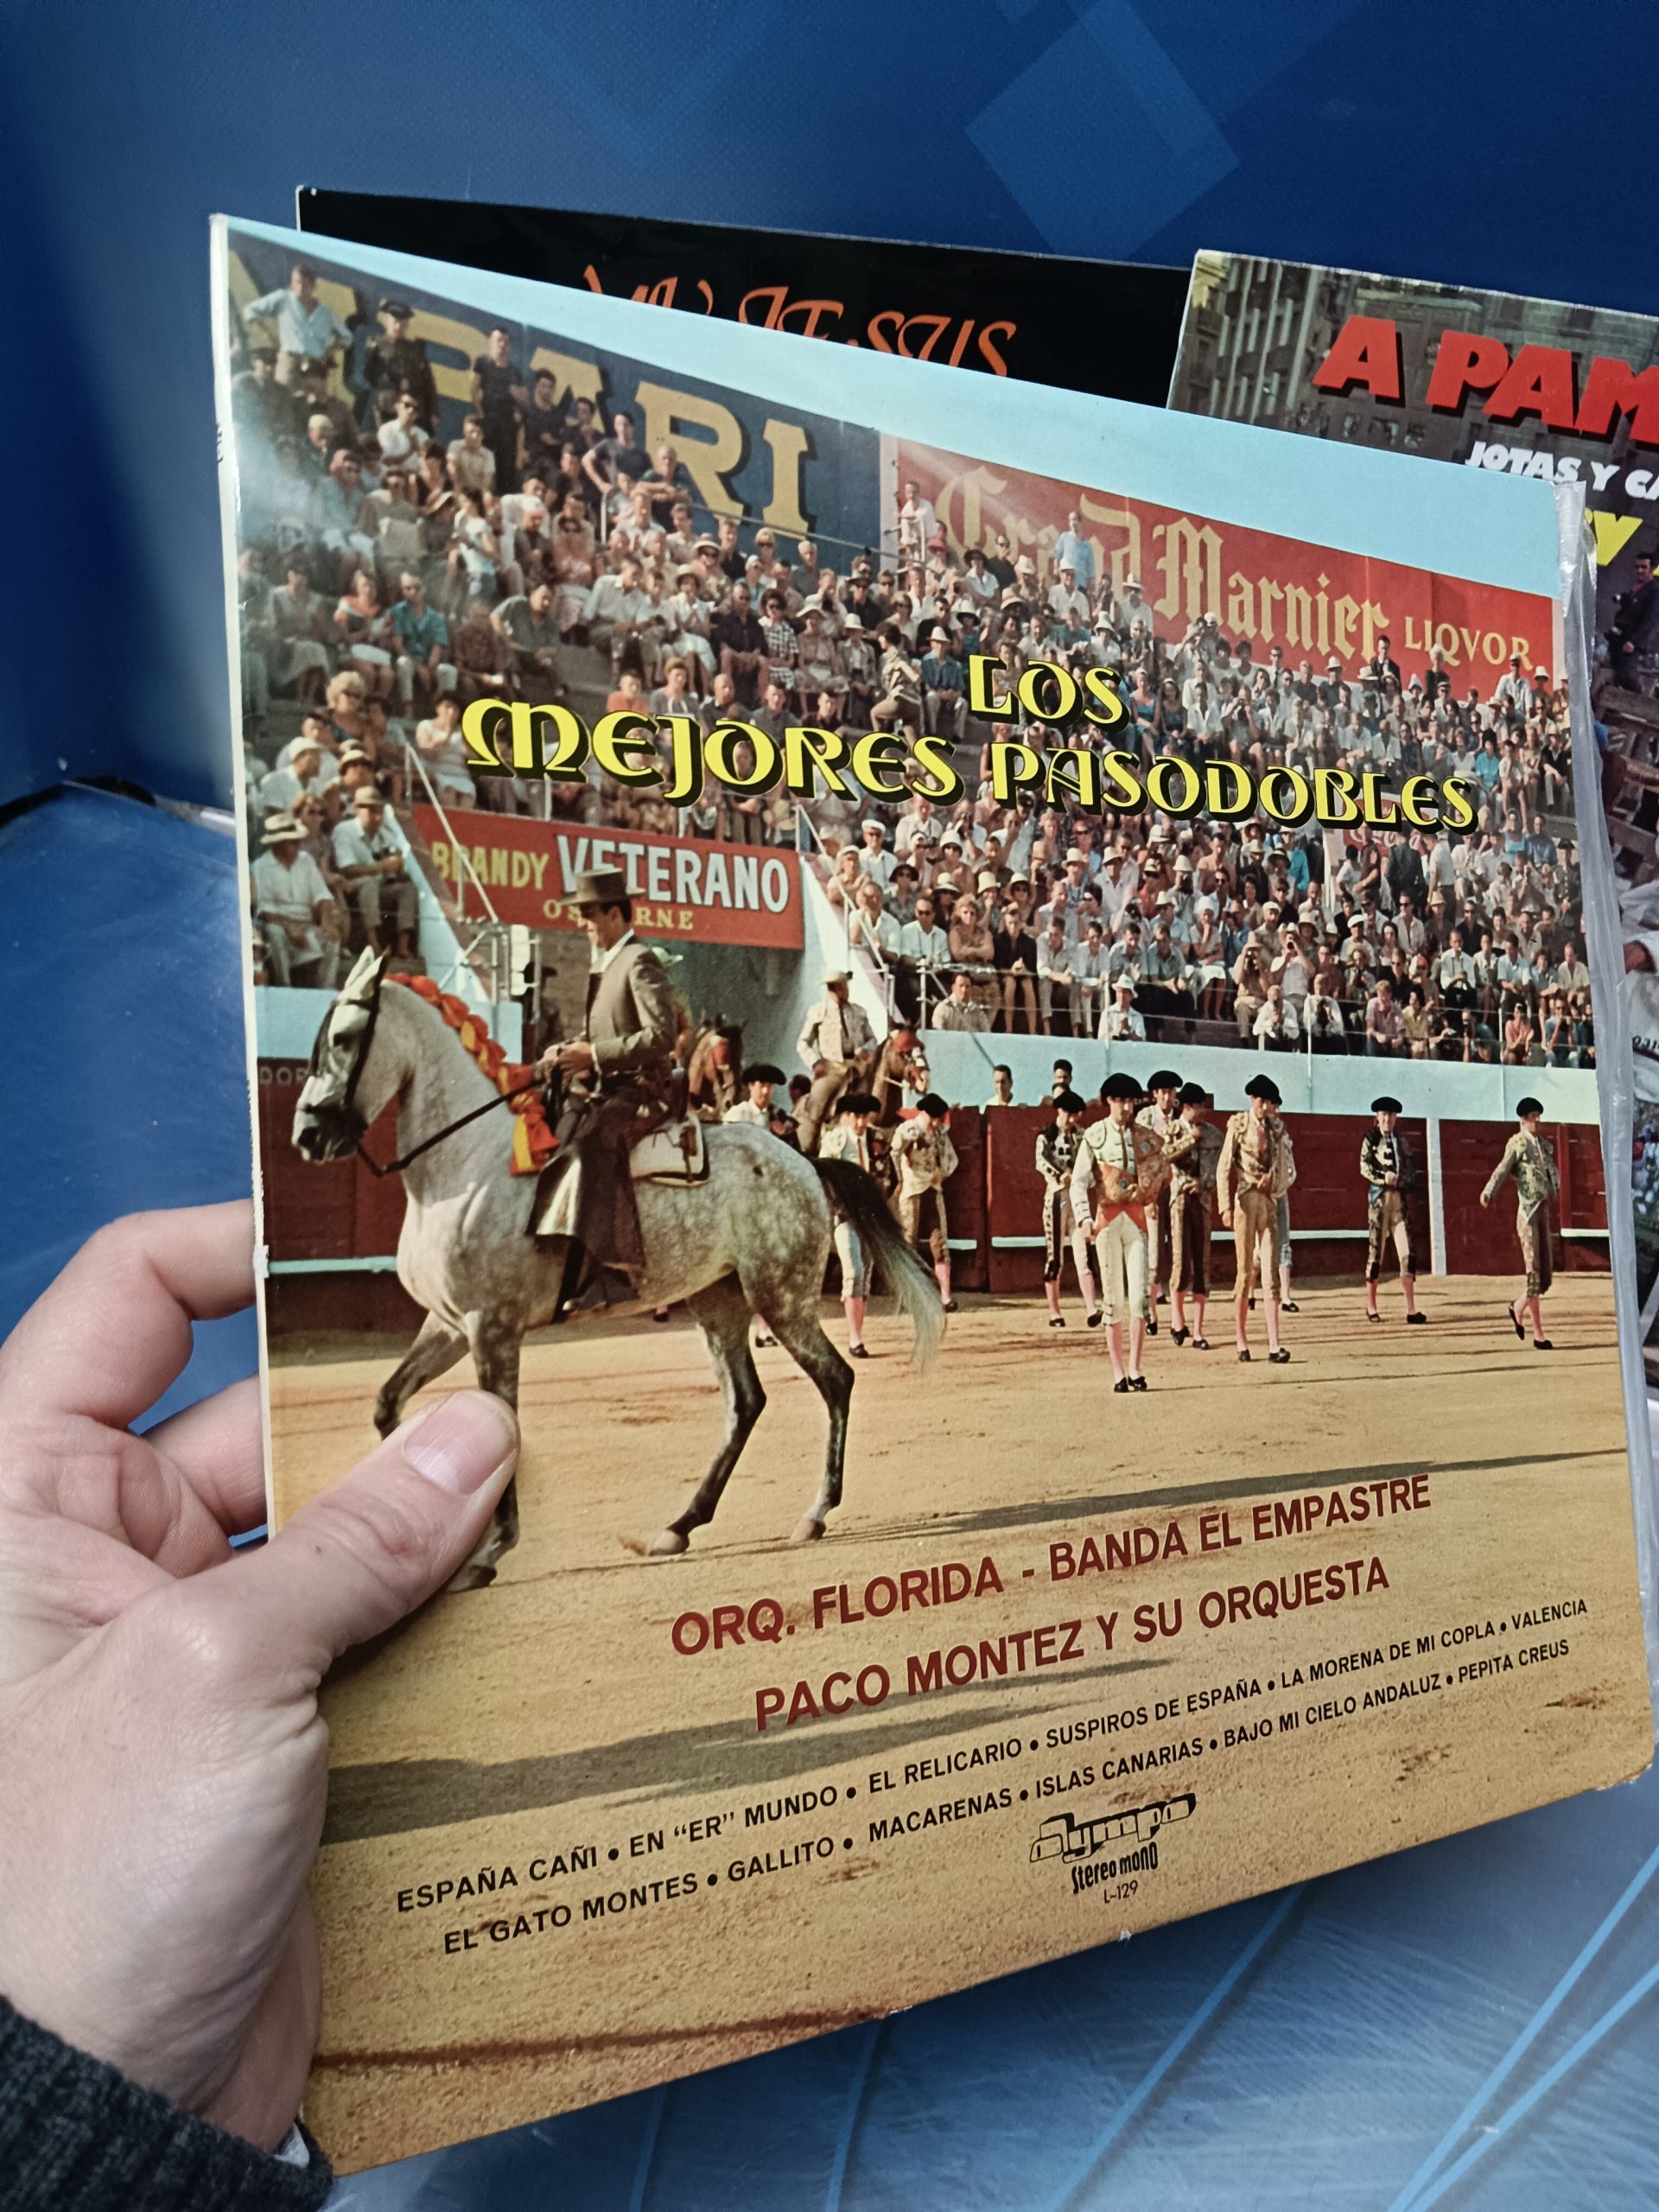 JESUS
A PAM
JOTAS Y CA
Y
Grand Marnier LIQVOR
LOS
MEJORES PASODOBLES
BRANDY VETERANO
OSBORNE
ORQ. FLORIDA - BANDA EL EMPASTRE
PACO MONTEZ Y SU ORQUESTA
ESPAÑA CAÑI • EN “ER” MUNDO • EL RELICARIO • SUSPIROS DE ESPAÑA • LA MORENA DE MI COPLA • VALENCIA
EL GATO MONTES • GALLITO • MACARENAS • ISLAS CANARIAS • BAJO MI CIELO ANDALUZ • PEPITA CREUS
olympo
stereo mono
L-129